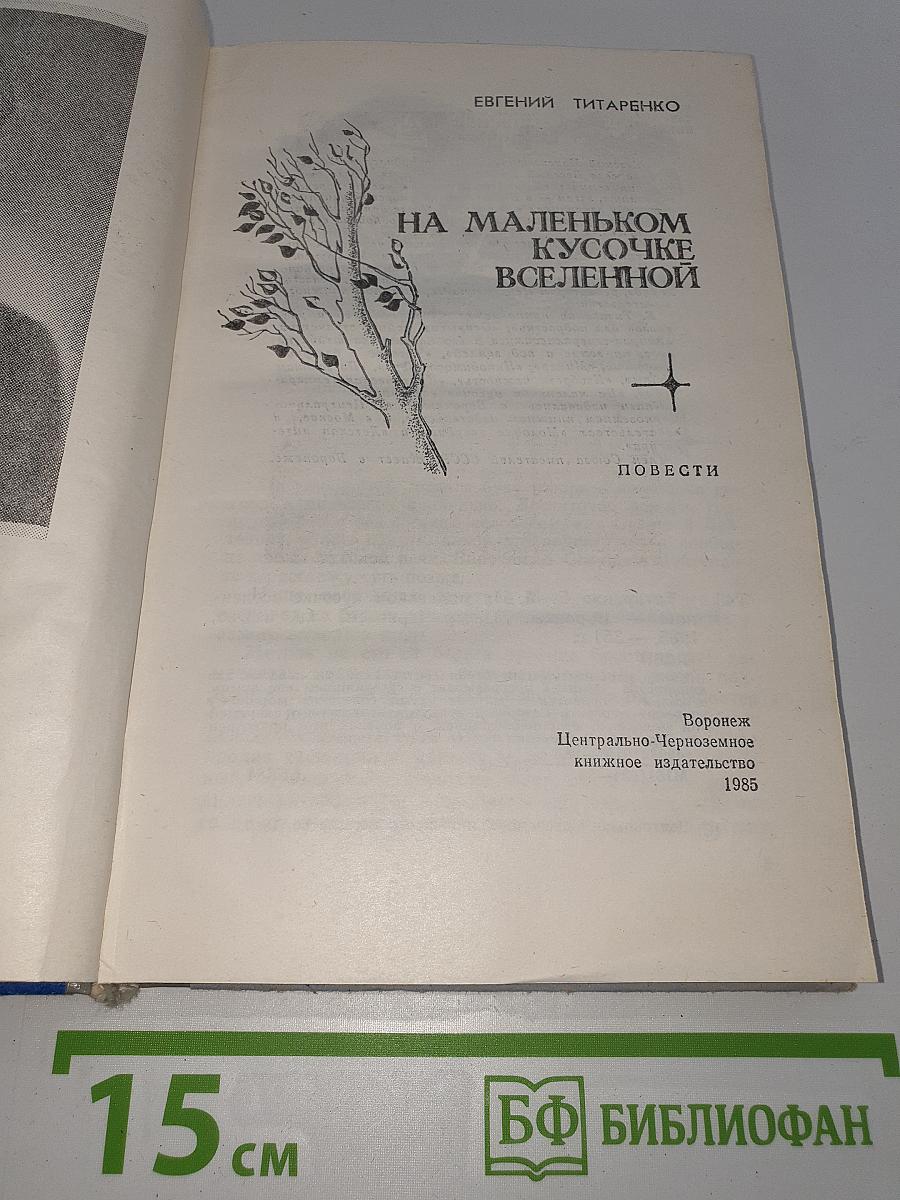 ЕВГЕНИЙ ТИТАРЕНКО
НА МАЛЕНЬКОМ
КУСОЧКЕ
ВСЕЛЕННОЙ
ПОВЕСТИ
Воронеж
Центрально-Черноземное
книжное издательство
1985
15 см
БФ БИБЛИОФАН